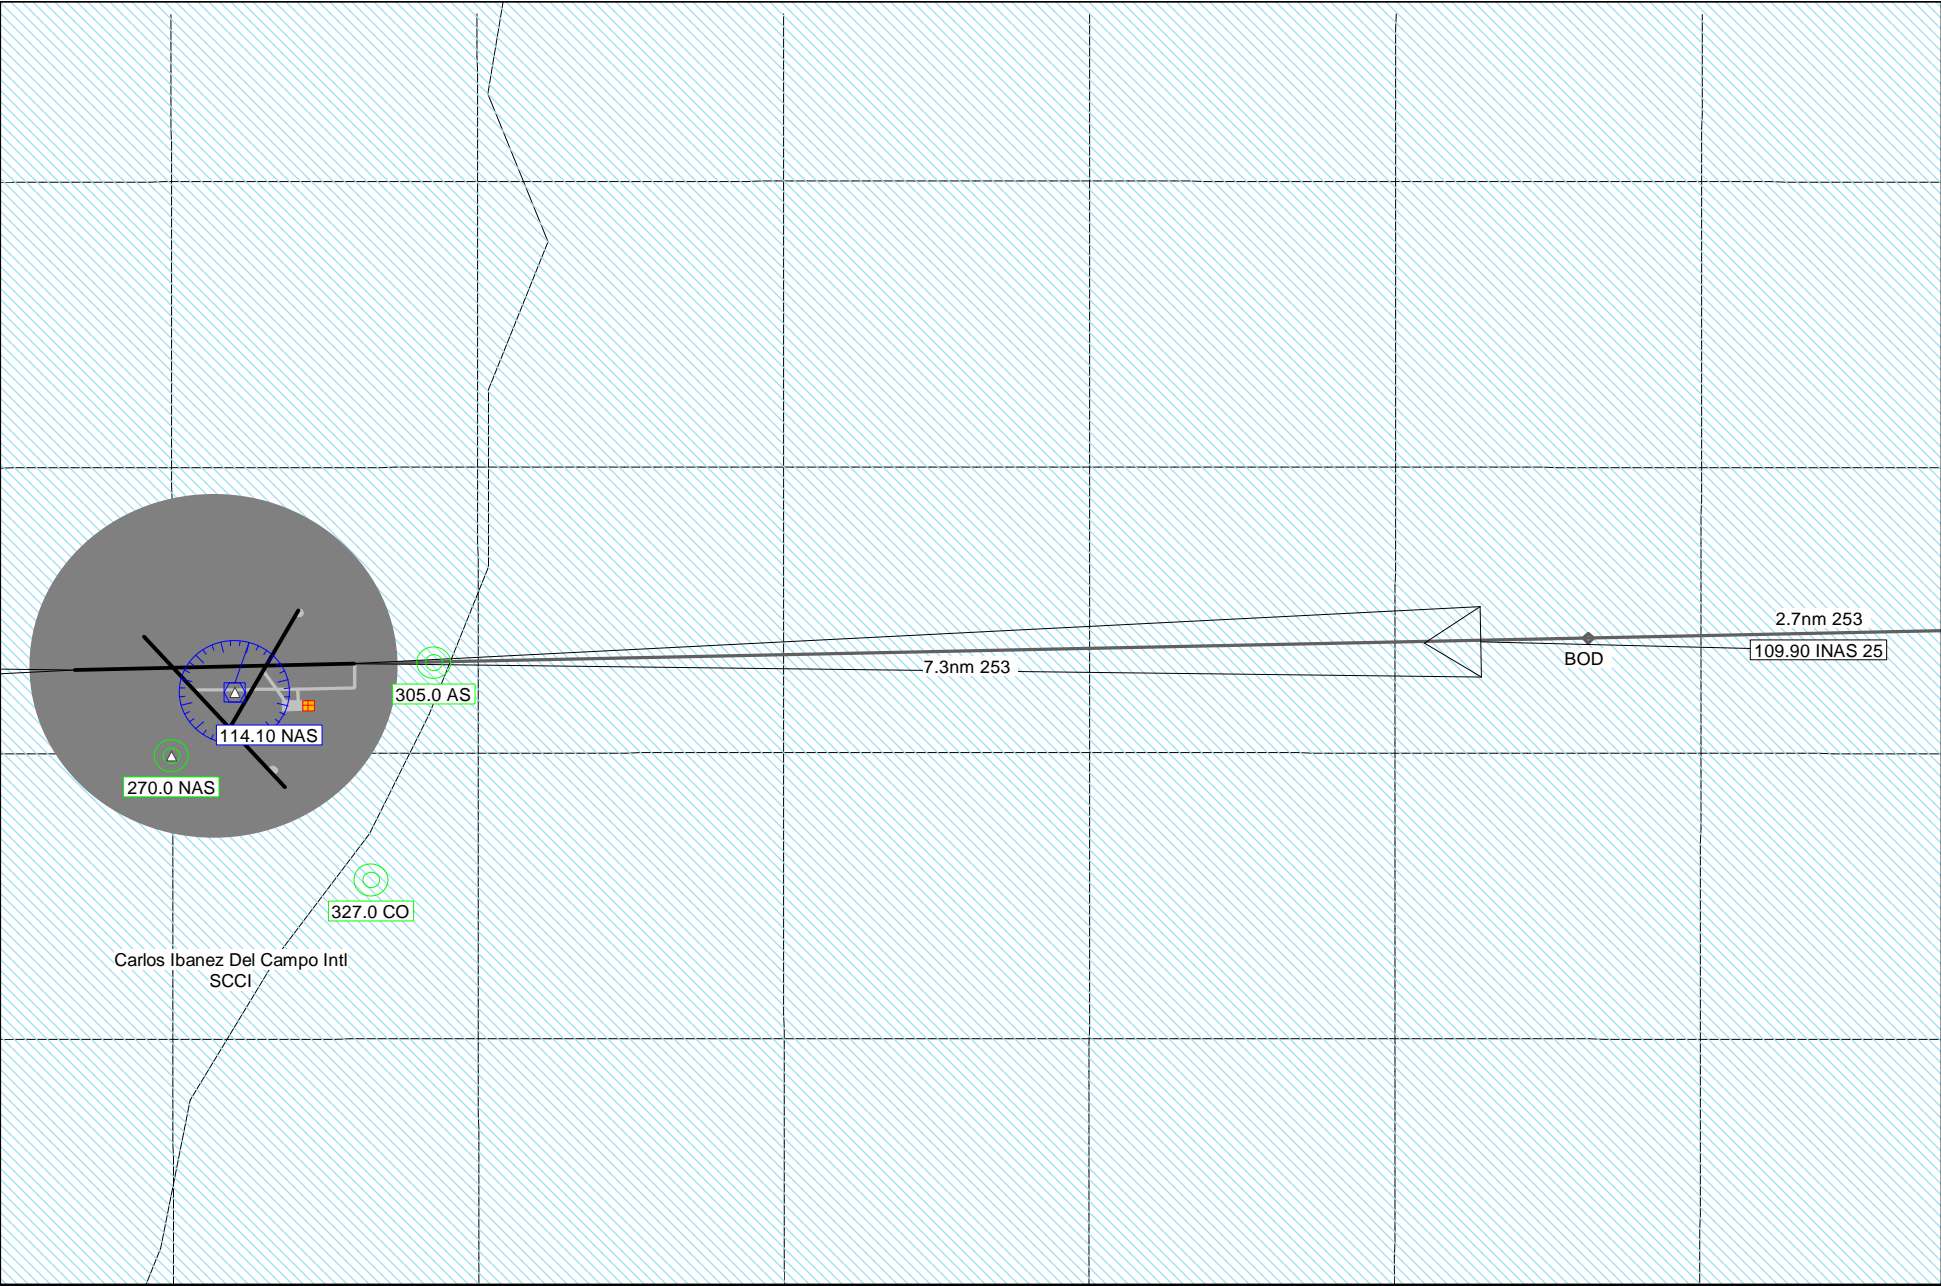 2.7nm 253
109.90 INAS 25
BOD
7.3nm 253
305.0 AS
114.10 NAS
270.0 NAS
327.0 CO
Carlos Ibanez Del Campo Intl
SCCI